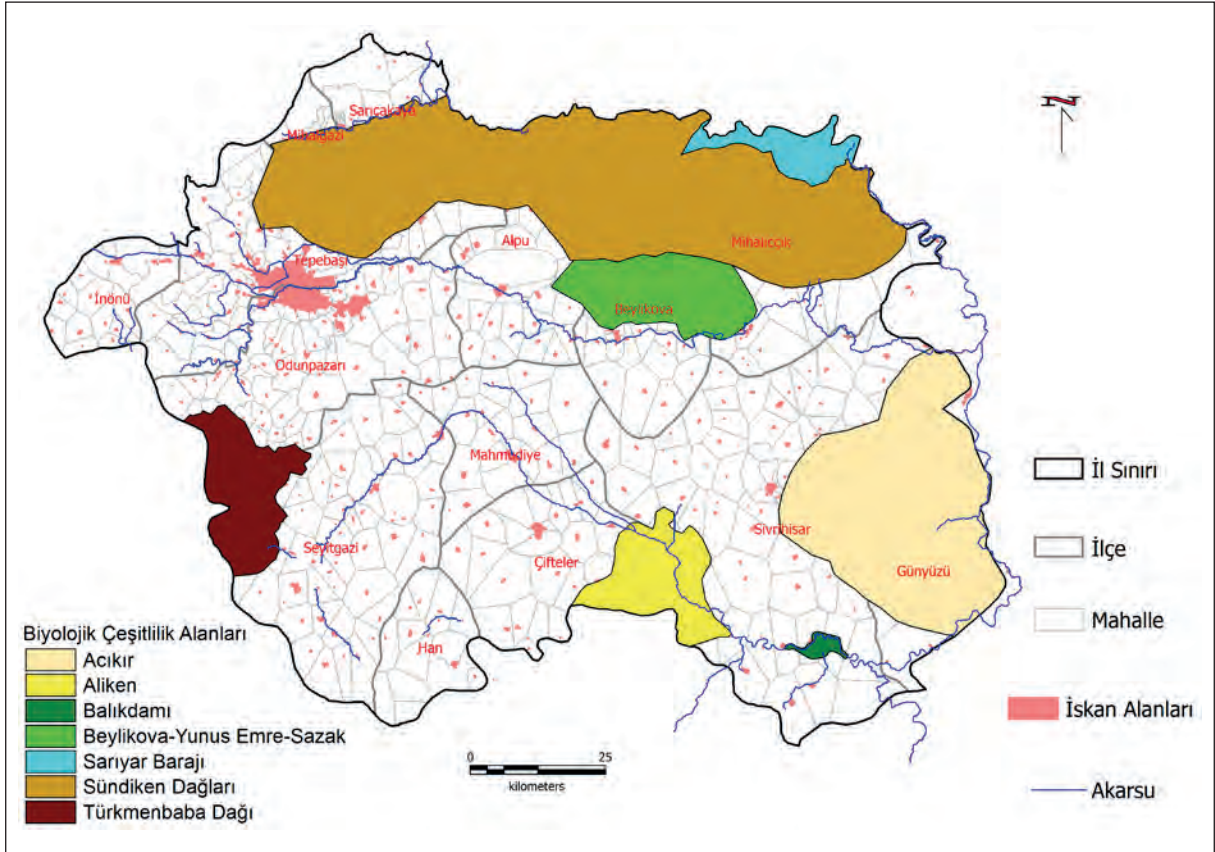 Sarıcakaya
Mihalgazi
Alpu
Mihalıccık
Tepebaşı
İnönü
Beylikova
Odunpazarı
Mahmudiye
Sivrihisar
Seyitgazi
Çifteler
Günyüzü
Han
İl Sınırı
İlçe
Mahalle
İskan Alanları
Akarsu
Biyolojik Çeşitlilik Alanları
Acıkır
Aliken
Balıkdamı
Beylikova-Yunus Emre-Sazak
Sarıyar Barajı
Sündiken Dağları
Türkmenbaba Dağı
0 25
kilometers